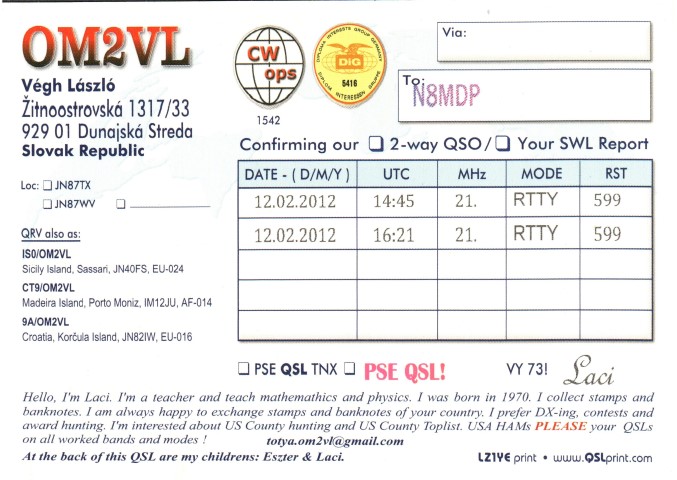 OM2VL
Végh László
Žitnoostrovská 1317/33
929 01 Dunajská Streda
Slovak Republic
Loc: ☐ JN87TX
☐ JN87WV ☐
QRV also as:
IS0/OM2VL
Sicily Island, Sassari, JN40FS, EU-024
CT9/OM2VL
Madeira Island, Porto Moniz, IM12JU, AF-014
9A/OM2VL
Croatia, Korčula Island, JN82IW, EU-016
CW
ops
1542
DIPLOMA INTERESTS GROUP GERMANY
DIG
5416
DIPLOM INTERESSEN GRUPPE
Via:
To:
N8MDP
Confirming our ☐ 2-way QSO / ☐ Your SWL Report
DATE - ( D/M/Y ) UTC MHz MODE RST
12.02.2012 14:45 21. RTTY 599
12.02.2012 16:21 21. RTTY 599
☐ PSE QSL TNX ☐ PSE QSL! VY 73! Laci
Hello, I'm Laci. I'm a teacher and teach mathemathics and physics. I was born in 1970. I collect stamps and
banknotes. I am always happy to exchange stamps and banknotes of your country. I prefer DX-ing, contests and
award hunting. I'm interested about US County hunting and US County Toplist. USA HAMs PLEASE your QSLs
on all worked bands and modes ! totya.om2vl@gmail.com
At the back of this QSL are my childrens: Eszter & Laci.
LZ1YE print • www.QSLprint.com